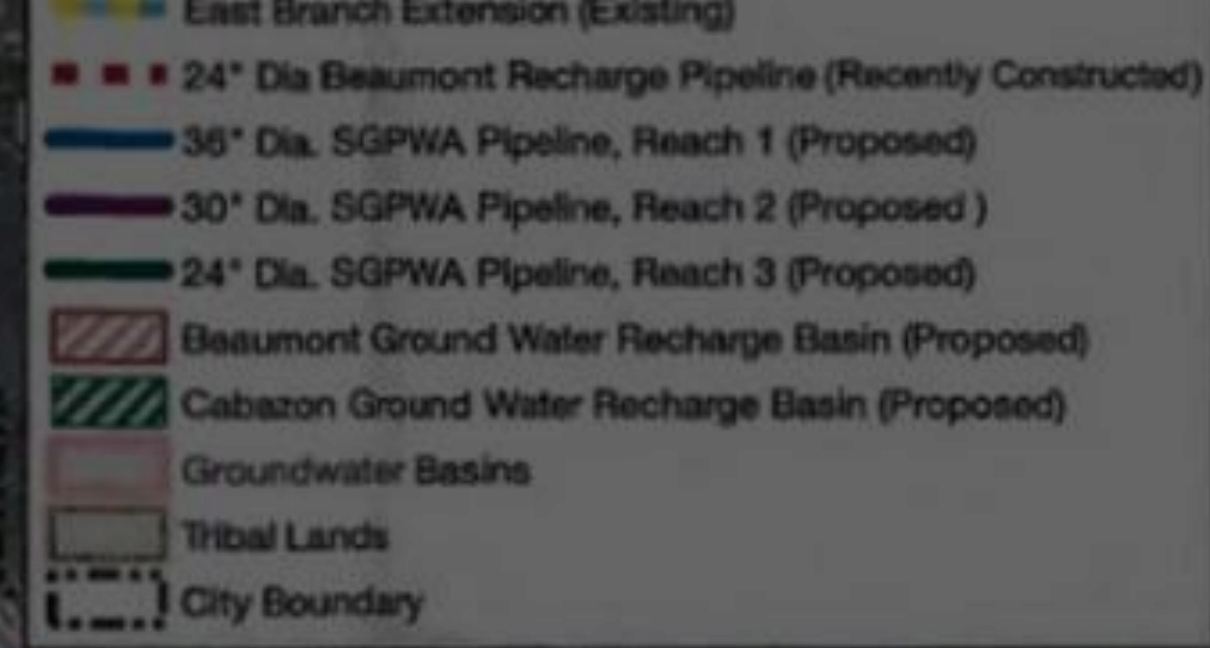 East Branch Extension (Existing)
24" Dia Beaumont Recharge Pipeline (Recently Constructed)
36" Dia. SGPWA Pipeline, Reach 1 (Proposed)
30" Dia. SGPWA Pipeline, Reach 2 (Proposed )
24" Dia. SGPWA Pipeline, Reach 3 (Proposed)
Beaumont Ground Water Recharge Basin (Proposed)
Cabazon Ground Water Recharge Basin (Proposed)
Groundwater Basins
Tribal Lands
City Boundary